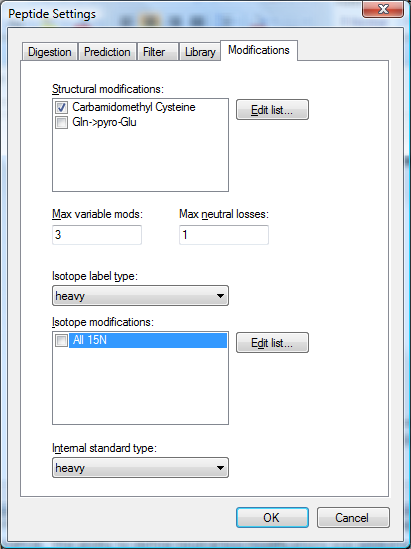 Peptide Settings
Digestion Prediction Filter Library Modifications
Structural modifications:
Carbamidomethyl Cysteine
Edit list...
Gln->pyro-Glu
Max variable mods: Max neutral losses:
3 1
Isotope label type:
heavy
Isotope modifications:
All 15N
Edit list...
Internal standard type:
heavy
OK Cancel